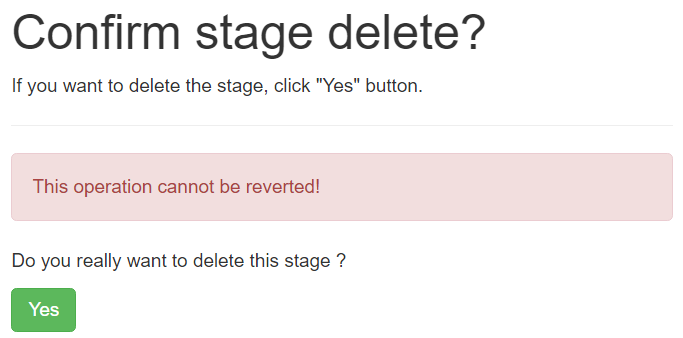 Confirm stage delete?
If you want to delete the stage, click "Yes" button.
This operation cannot be reverted!
Do you really want to delete this stage ?
Yes